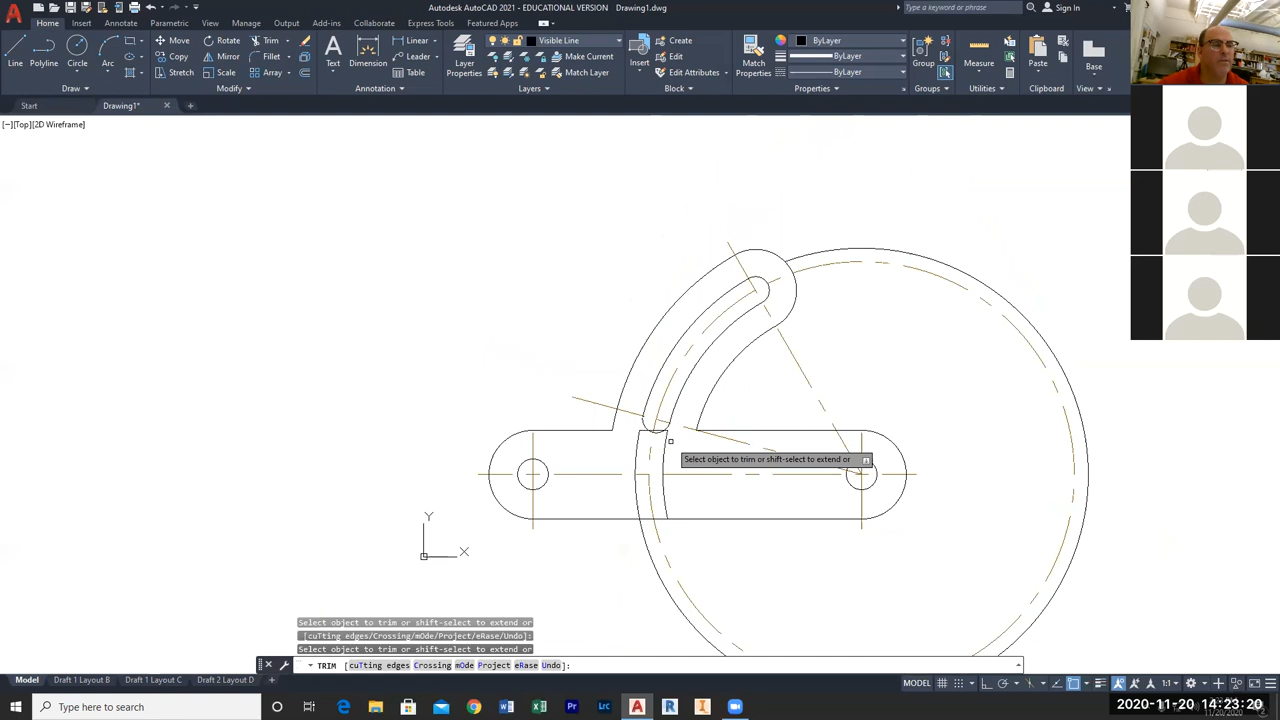 Autodesk AutoCAD 2021 - EDUCATIONAL VERSION Drawing1.dwg
Type a keyword or phrase
Sign In
Home Insert Annotate Parametric View Manage Output Add-ins Collaborate Express Tools Featured Apps
Line Polyline Circle Arc
Move Rotate Trim
Copy Mirror Fillet
Stretch Scale Array
Text Dimension
Linear
Leader
Table
Layer Properties
Visible Line
Make Current
Match Layer
Insert
Create
Edit
Edit Attributes
Match Properties
ByLayer
ByLayer
ByLayer
Group
Measure
Paste
Base
Draw Modify Annotation Layers Block Properties Groups Utilities Clipboard View
Start Drawing1*
[−][Top][2D Wireframe]
Select object to trim or shift-select to extend or
Y
X
Select object to trim or shift-select to extend or
[cuTting edges/Crossing/mOde/Project/eRase/Undo]:
Select object to trim or shift-select to extend or
TRIM [cuTting edges Crossing mOde Project eRase Undo]:
Model Draft 1 Layout B Draft 1 Layout C Draft 2 Layout D
MODEL
1:1
Type here to search
2020-11-20 14:23:20